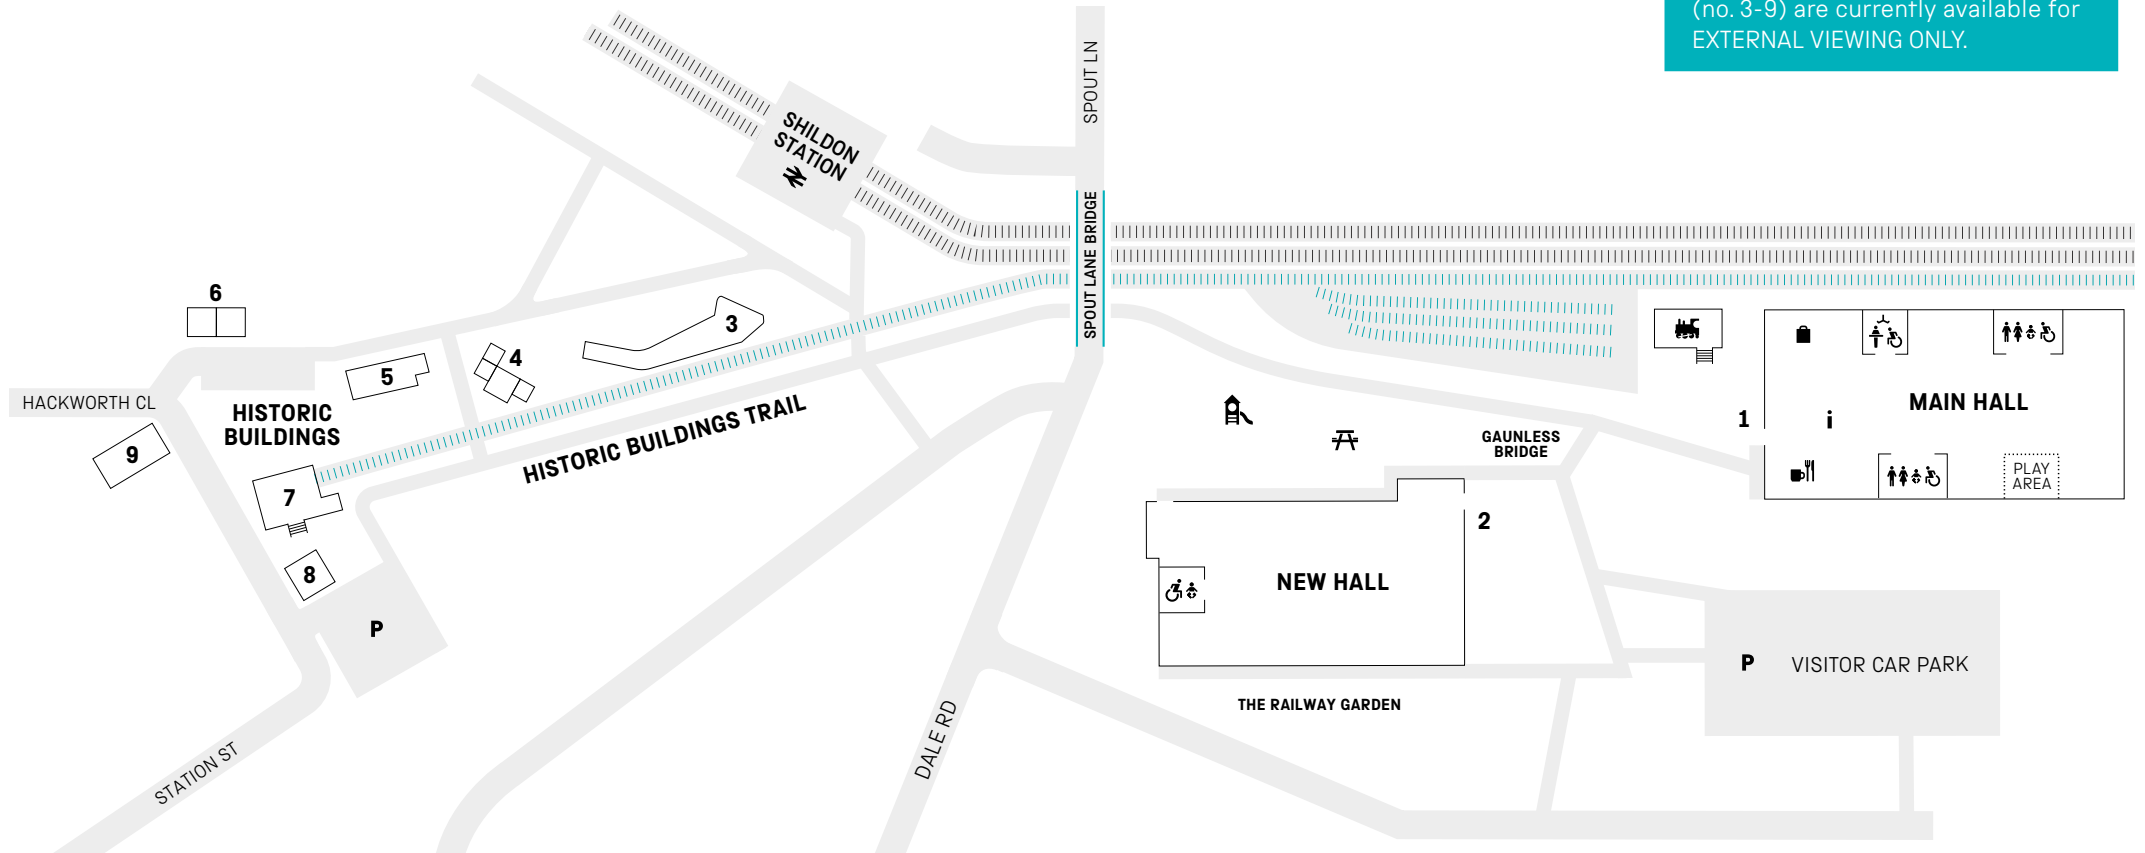 (no. 3-9) are currently available for
EXTERNAL VIEWING ONLY.
SPOUT LN
SHILDON
STATION
SPOUT LANE BRIDGE
6
3
4
5
HACKWORTH CL
HISTORIC
BUILDINGS
9
7
8
P
HISTORIC BUILDINGS TRAIL
STATION ST
DALE RD
1
i
MAIN HALL
PLAY
AREA
GAUNLESS
BRIDGE
2
NEW HALL
THE RAILWAY GARDEN
P VISITOR CAR PARK